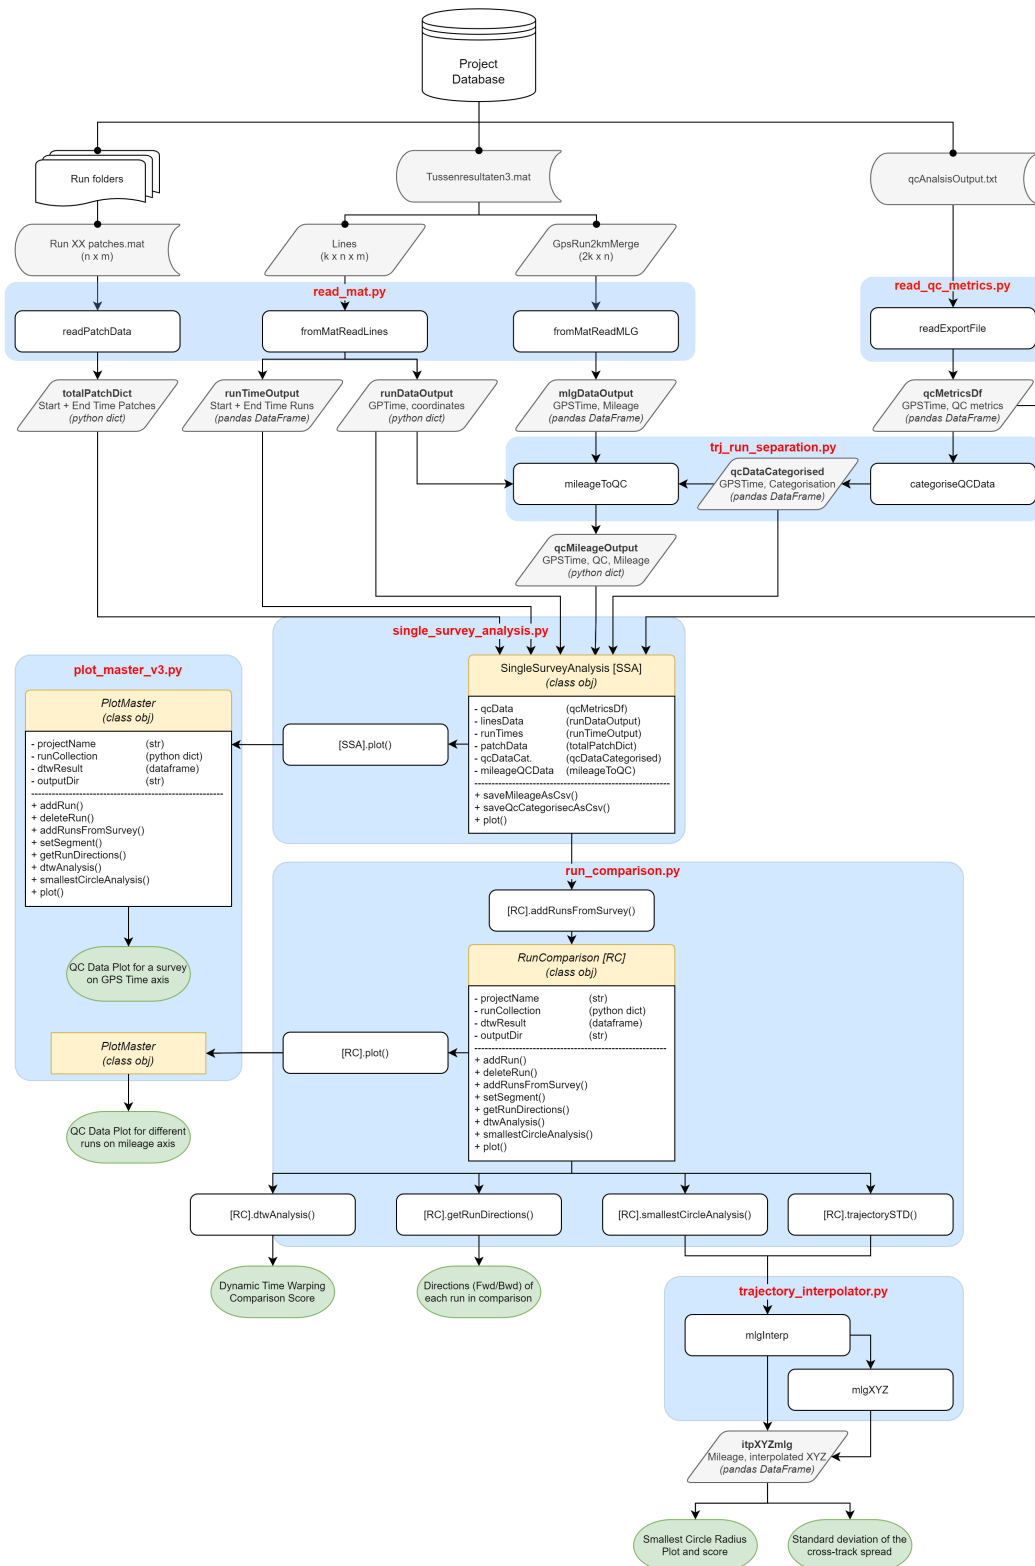 Project
Database
Run folders
Tussenresultaten3.mat
qcAnalsisOutput.txt
Run XX patches.mat
(n x m)
Lines
(k x n x m)
GpsRun2kmMerge
(2k x n)
read_mat.py
read_qc_metrics.py
readPatchData
fromMatReadLines
fromMatReadMLG
readExportFile
totalPatchDict
Start + End Time Patches
(python dict)
runTimeOutput
Start + End Time Runs
(pandas DataFrame)
runDataOutput
GPTime, coordinates
(python dict)
mlgDataOutput
GPSTime, Mileage
(pandas DataFrame)
qcMetricsDf
GPSTime, QC metrics
(pandas DataFrame)
trj_run_separation.py
mileageToQC
qcDataCategorised
GPSTime, Categorisation
(pandas DataFrame)
categoriseQCData
qcMileageOutput
GPSTime, QC, Mileage
(python dict)
single_survey_analysis.py
SingleSurveyAnalysis [SSA]
(class obj)
- qcData (qcMetricsDf)
- linesData (runDataOutput)
- runTimes (runTimeOutput)
- patchData (totalPatchDict)
- qcDataCat. (qcDataCategorised)
- mileageQCData (mileageToQC)
+ saveMileageAsCsv()
+ saveQcCategorisecAsCsv()
+ plot()
[SSA].plot()
plot_master_v3.py
PlotMaster
(class obj)
- projectName (str)
- runCollection (python dict)
- dtwResult (dataframe)
- outputDir (str)
+ addRun()
+ deleteRun()
+ addRunsFromSurvey()
+ setSegment()
+ getRunDirections()
+ dtwAnalysis()
+ smallestCircleAnalysis()
+ plot()
QC Data Plot for a survey
on GPS Time axis
run_comparison.py
[RC].addRunsFromSurvey()
RunComparison [RC]
(class obj)
- projectName (str)
- runCollection (python dict)
- dtwResult (dataframe)
- outputDir (str)
+ addRun()
+ deleteRun()
+ addRunsFromSurvey()
+ setSegment()
+ getRunDirections()
+ dtwAnalysis()
+ smallestCircleAnalysis()
+ plot()
[RC].plot()
PlotMaster
(class obj)
QC Data Plot for different
runs on mileage axis
[RC].dtwAnalysis()
[RC].getRunDirections()
[RC].smallestCircleAnalysis()
[RC].trajectorySTD()
Dynamic Time Warping
Comparison Score
Directions (Fwd/Bwd) of
each run in comparison
trajectory_interpolator.py
mlgInterp
mlgXYZ
itpXYZmlg
Mileage, interpolated XYZ
(pandas DataFrame)
Smallest Circle Radius
Plot and score
Standard deviation of the
cross-track spread